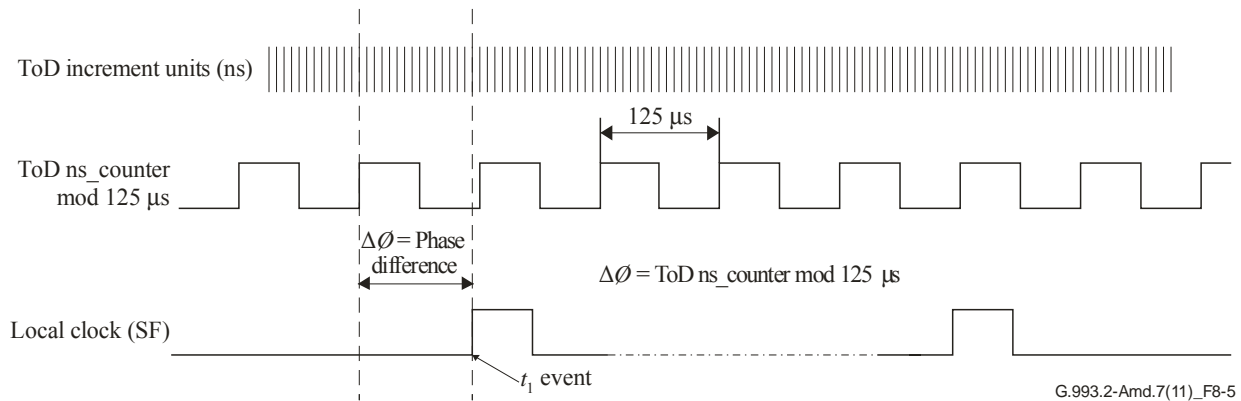 ToD increment units (ns)
125 μs
ToD ns_counter
mod 125 μs
ΔØ = Phase
difference
ΔØ = ToD ns_counter mod 125 μs
Local clock (SF)
t₁ event
G.993.2-Amd.7(11)_F8-5